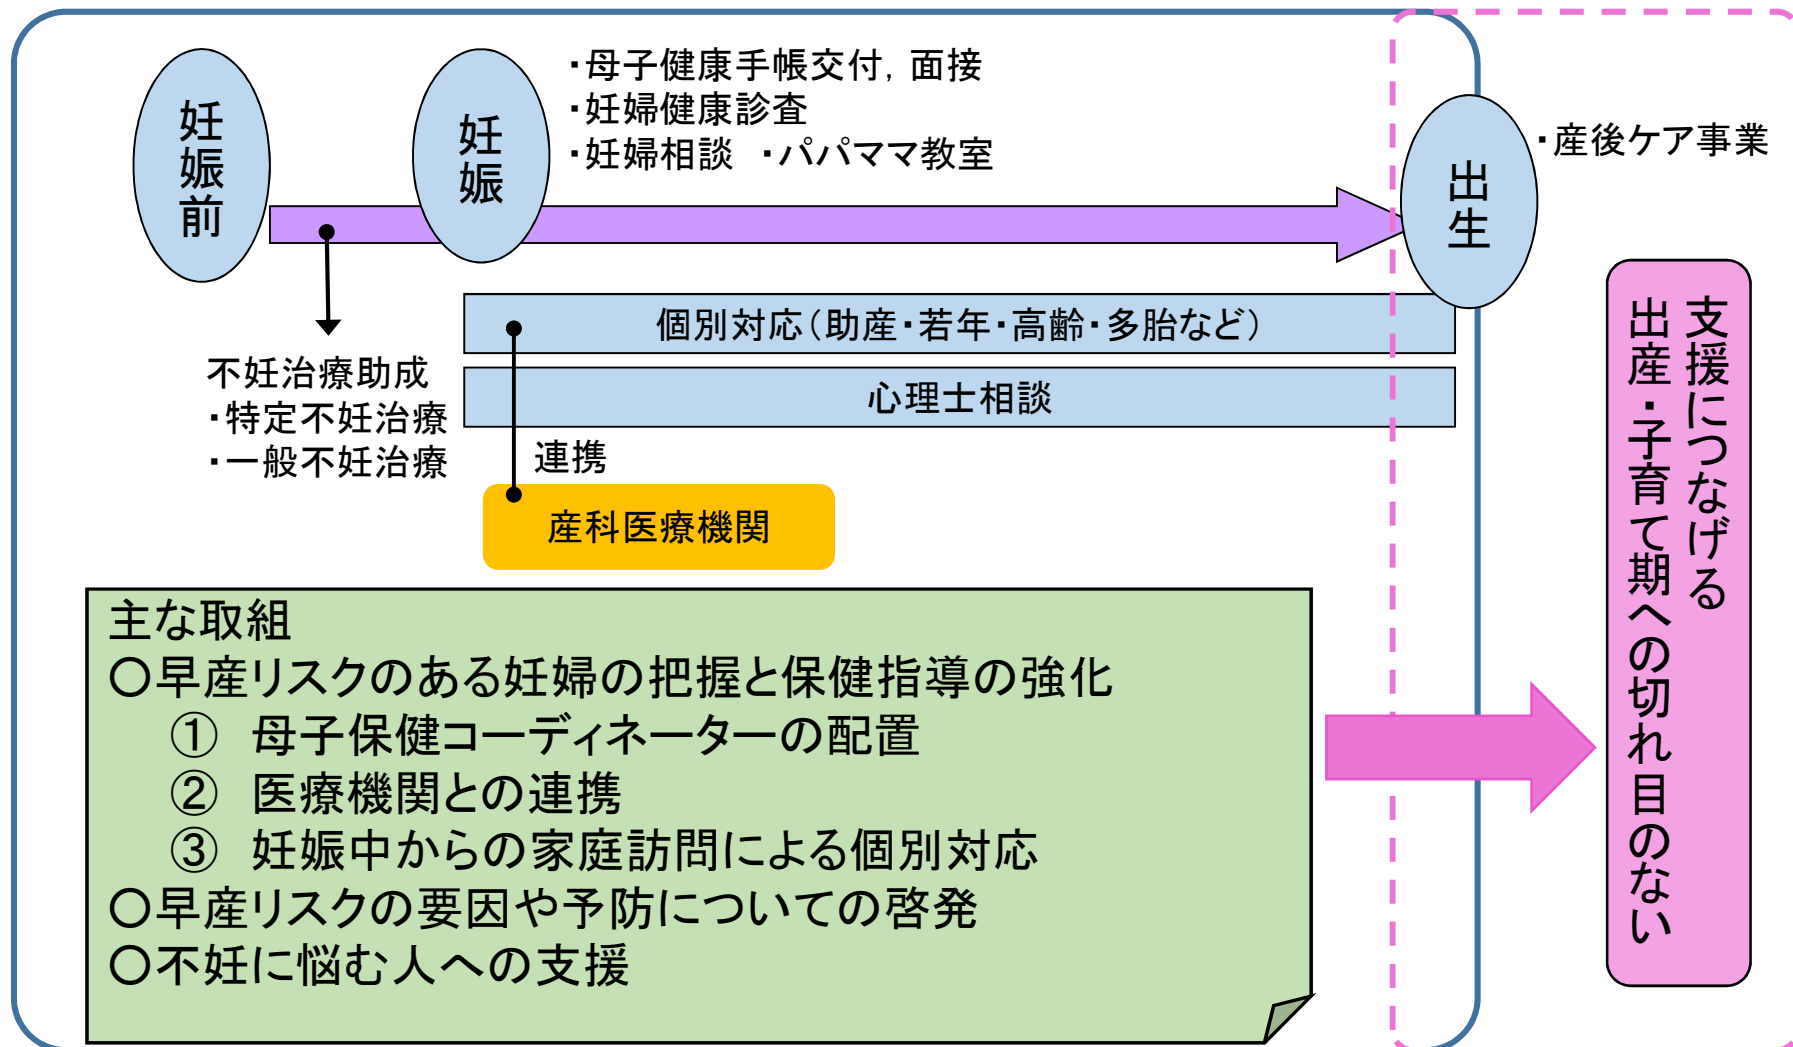 妊娠前
妊娠
・母子健康手帳交付，面接
・妊婦健康診査
・妊婦相談　・パパママ教室
出生
・産後ケア事業
個別対応（助産・若年・高齢・多胎など）
心理士相談
不妊治療助成
・特定不妊治療
・一般不妊治療
連携
産科医療機関
主な取組
○早産リスクのある妊婦の把握と保健指導の強化
①　母子保健コーディネーターの配置
②　医療機関との連携
③　妊娠中からの家庭訪問による個別対応
○早産リスクの要因や予防についての啓発
○不妊に悩む人への支援
支援につなげる
出産・子育て期への切れ目のない